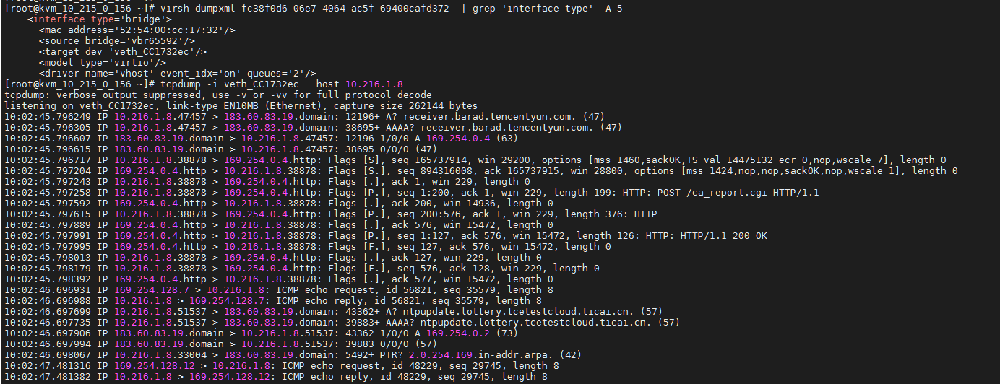 [root@kvm_10_215_0_156 ~]# virsh dumpxml fc38f0d6-06e7-4064-ac5f-69400cafd372  | grep 'interface type' -A 5
    <interface type='bridge'>
      <mac address='52:54:00:cc:17:32'/>
      <source bridge='vbr65592'/>
      <target dev='veth_CC1732ec'/>
      <model type='virtio'/>
      <driver name='vhost' event_idx='on' queues='2'/>
[root@kvm_10_215_0_156 ~]# tcpdump -i veth_CC1732ec   host 10.216.1.8
tcpdump: verbose output suppressed, use -v or -vv for full protocol decode
listening on veth_CC1732ec, link-type EN10MB (Ethernet), capture size 262144 bytes
10:02:45.796249 IP 10.216.1.8.47457 > 183.60.83.19.domain: 12196+ A? receiver.barad.tencentyun.com. (47)
10:02:45.796305 IP 10.216.1.8.47457 > 183.60.83.19.domain: 38695+ AAAA? receiver.barad.tencentyun.com. (47)
10:02:45.796607 IP 183.60.83.19.domain > 10.216.1.8.47457: 12196 1/0/0 A 169.254.0.4 (63)
10:02:45.796615 IP 183.60.83.19.domain > 10.216.1.8.47457: 38695 0/0/0 (47)
10:02:45.796717 IP 10.216.1.8.38878 > 169.254.0.4.http: Flags [S], seq 165737914, win 29200, options [mss 1460,sackOK,TS val 14475132 ecr 0,nop,wscale 7], length 0
10:02:45.797204 IP 169.254.0.4.http > 10.216.1.8.38878: Flags [S.], seq 894316008, ack 165737915, win 28800, options [mss 1424,nop,nop,sackOK,nop,wscale 1], length 0
10:02:45.797243 IP 10.216.1.8.38878 > 169.254.0.4.http: Flags [.], ack 1, win 229, length 0
10:02:45.797258 IP 10.216.1.8.38878 > 169.254.0.4.http: Flags [P.], seq 1:200, ack 1, win 229, length 199: HTTP: POST /ca_report.cgi HTTP/1.1
10:02:45.797592 IP 169.254.0.4.http > 10.216.1.8.38878: Flags [.], ack 200, win 14936, length 0
10:02:45.797615 IP 10.216.1.8.38878 > 169.254.0.4.http: Flags [P.], seq 200:576, ack 1, win 229, length 376: HTTP
10:02:45.797889 IP 169.254.0.4.http > 10.216.1.8.38878: Flags [.], ack 576, win 15472, length 0
10:02:45.797991 IP 169.254.0.4.http > 10.216.1.8.38878: Flags [P.], seq 1:127, ack 576, win 15472, length 126: HTTP: HTTP/1.1 200 OK
10:02:45.797995 IP 169.254.0.4.http > 10.216.1.8.38878: Flags [F.], seq 127, ack 576, win 15472, length 0
10:02:45.798013 IP 10.216.1.8.38878 > 169.254.0.4.http: Flags [.], ack 127, win 229, length 0
10:02:45.798179 IP 10.216.1.8.38878 > 169.254.0.4.http: Flags [F.], seq 576, ack 128, win 229, length 0
10:02:45.798392 IP 169.254.0.4.http > 10.216.1.8.38878: Flags [.], ack 577, win 15472, length 0
10:02:46.696931 IP 169.254.128.7 > 10.216.1.8: ICMP echo request, id 56821, seq 35579, length 8
10:02:46.696988 IP 10.216.1.8 > 169.254.128.7: ICMP echo reply, id 56821, seq 35579, length 8
10:02:46.697699 IP 10.216.1.8.51537 > 183.60.83.19.domain: 43362+ A? ntpupdate.lottery.tcetestcloud.ticai.cn. (57)
10:02:46.697735 IP 10.216.1.8.51537 > 183.60.83.19.domain: 39883+ AAAA? ntpupdate.lottery.tcetestcloud.ticai.cn. (57)
10:02:46.697906 IP 183.60.83.19.domain > 10.216.1.8.51537: 43362 1/0/0 A 169.254.0.2 (73)
10:02:46.697994 IP 183.60.83.19.domain > 10.216.1.8.51537: 39883 0/0/0 (57)
10:02:46.698067 IP 10.216.1.8.33004 > 183.60.83.19.domain: 5492+ PTR? 2.0.254.169.in-addr.arpa. (42)
10:02:47.481316 IP 169.254.128.12 > 10.216.1.8: ICMP echo request, id 48229, seq 29745, length 8
10:02:47.481382 IP 10.216.1.8 > 169.254.128.12: ICMP echo reply, id 48229, seq 29745, length 8